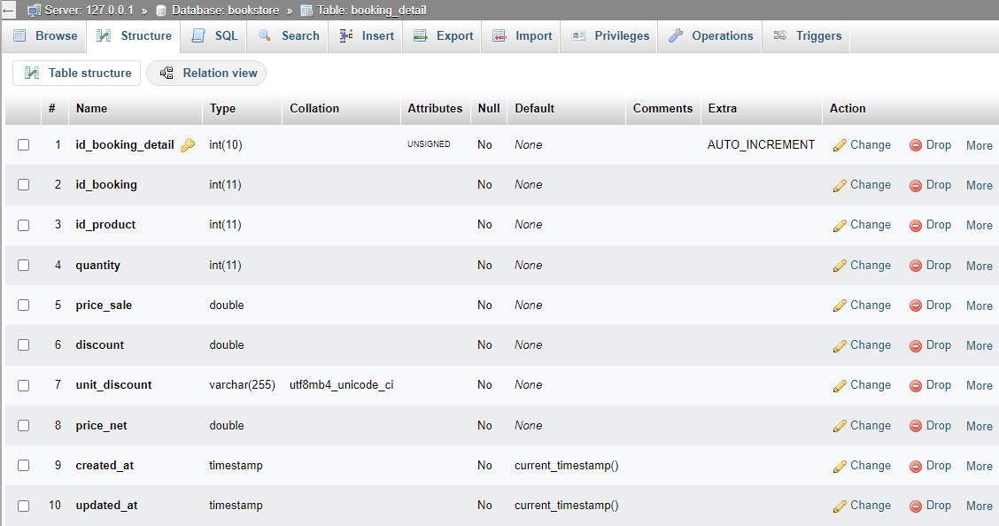 ← Server: 127.0.0.1 » Database: bookstore » Table: booking_detail
Browse Structure SQL Search Insert Export Import Privileges Operations Triggers
Table structure Relation view
# Name Type Collation Attributes Null Default Comments Extra Action
1 id_booking_detail int(10) UNSIGNED No None AUTO_INCREMENT Change Drop More
2 id_booking int(11) No None Change Drop More
3 id_product int(11) No None Change Drop More
4 quantity int(11) No None Change Drop More
5 price_sale double No None Change Drop More
6 discount double No None Change Drop More
7 unit_discount varchar(255) utf8mb4_unicode_ci No None Change Drop More
8 price_net double No None Change Drop More
9 created_at timestamp No current_timestamp() Change Drop More
10 updated_at timestamp No current_timestamp() Change Drop More